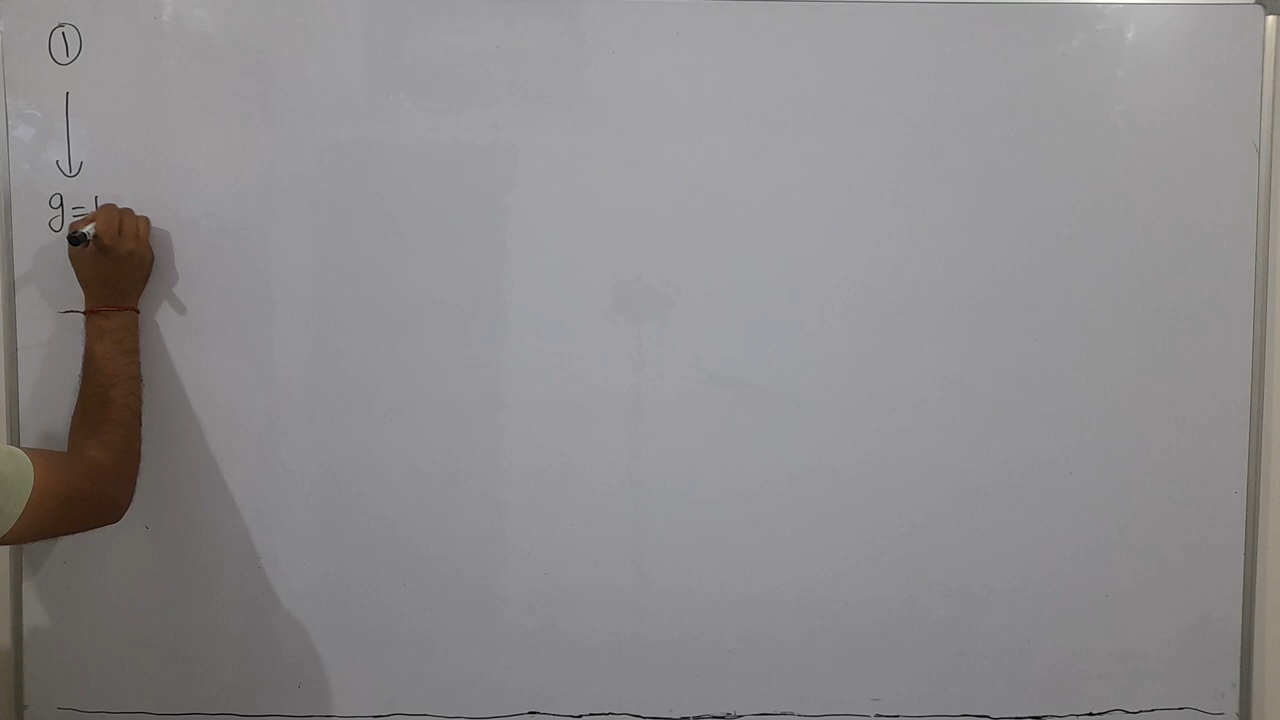 ①
↓
g=